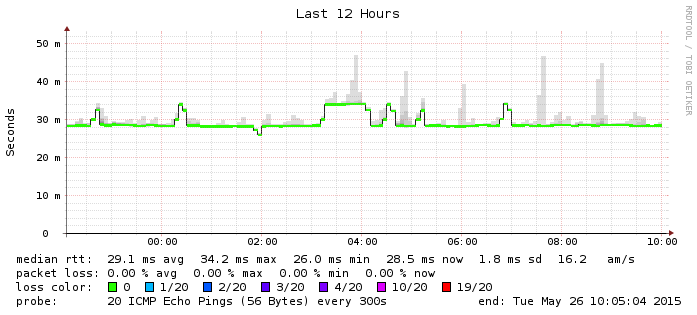 Last 12 Hours
RRDTOOL / TOBI OETIKER
Seconds
50 m
40 m
30 m
20 m
10 m
0
00:00 02:00 04:00 06:00 08:00 10:00
median rtt: 29.1 ms avg 34.2 ms max 26.0 ms min 28.5 ms now 1.8 ms sd 16.2 am/s
packet loss: 0.00 % avg 0.00 % max 0.00 % min 0.00 % now
loss color: 0 1/20 2/20 3/20 4/20 10/20 19/20
probe: 20 ICMP Echo Pings (56 Bytes) every 300s end: Tue May 26 10:05:04 2015